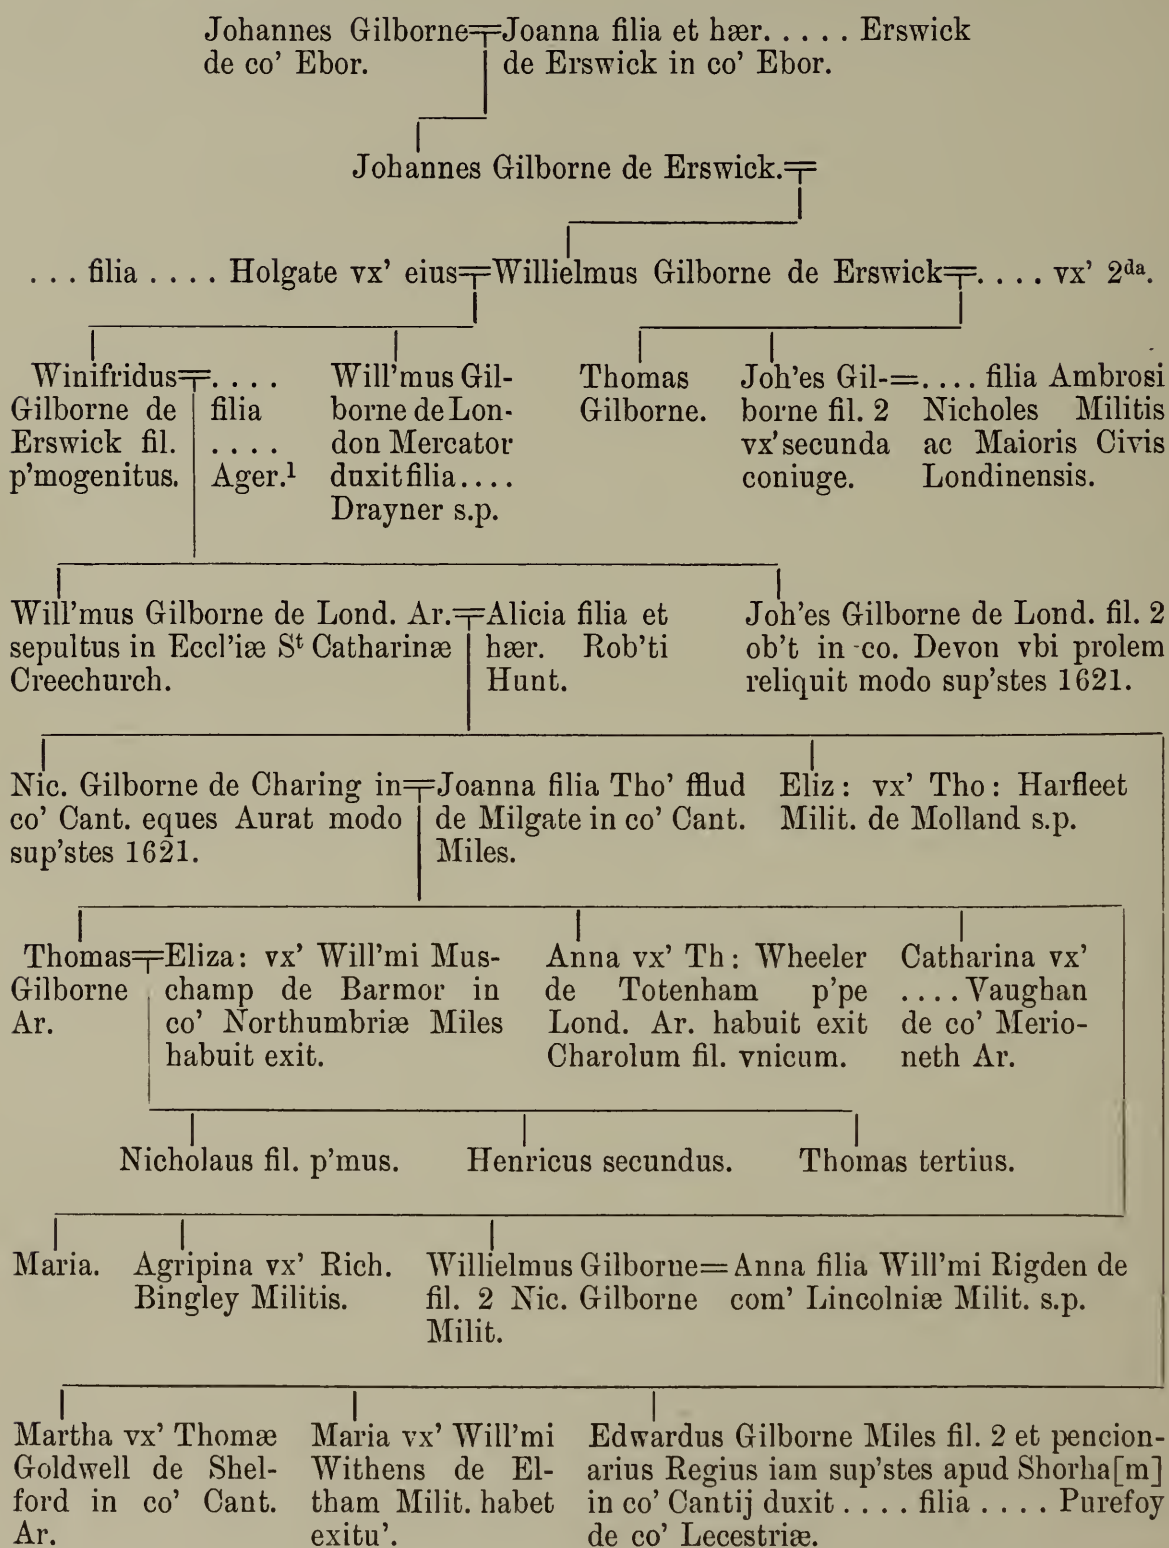 Johannes Gilborne=Joanna filia et hær. . . . . Erswick
de co’ Ebor. de Erswick in co’ Ebor.
Johannes Gilborne de Erswick.=
. . . filia . . . . Holgate vx’ eius=Willielmus Gilborne de Erswick=. . . . vx’ 2da.
Winifridus=. . . .
Gilborne de filia
Erswick fil. . . . .
p’mogenitus. Ager.1
Will’mus Gil-
borne de Lon-
don Mercator
duxit filia . . . .
Drayner s.p.
Thomas
Gilborne.
Joh’es Gil-=. . . . filia Ambrosi
borne fil. 2 Nicholes Militis
vx’ secunda ac Maioris Civis
coniuge. Londinensis.
Will’mus Gilborne de Lond. Ar.=Alicia filia et
sepultus in Eccl’iæ St Catharinæ hær. Rob’ti
Creechurch. Hunt.
Joh’es Gilborne de Lond. fil. 2
ob’t in co. Devon vbi prolem
reliquit modo sup’stes 1621.
Nic. Gilborne de Charing in=Joanna filia Tho’ fflud
co’ Cant. eques Aurat modo de Milgate in co’ Cant.
sup’stes 1621. Miles.
Eliz: vx’ Tho: Harfleet
Milit. de Molland s.p.
Thomas=Eliza: vx’ Will’mi Mus-
Gilborne champ de Barmor in
Ar. co’ Northumbriæ Miles
habuit exit.
Anna vx’ Th: Wheeler
de Totenham p’pe
Lond. Ar. habuit exit
Charolum fil. vnicum.
Catharina vx’
. . . . Vaughan
de co’ Merio-
neth Ar.
Nicholaus fil. p’mus. Henricus secundus. Thomas tertius.
Maria.
Agripina vx’ Rich.
Bingley Militis.
Willielmus Gilborne=Anna filia Will’mi Rigden de
fil. 2 Nic. Gilborne com’ Lincolniæ Milit. s.p.
Milit.
Martha vx’ Thomæ
Goldwell de Shel-
ford in co’ Cant.
Ar.
Maria vx’ Will’mi
Withens de El-
tham Milit. habet
exitu’.
Edwardus Gilborne Miles fil. 2 et pencion-
arius Regius iam sup’stes apud Shorha[m]
in co’ Cantij duxit . . . . filia . . . . Purefoy
de co’ Lecestriæ.